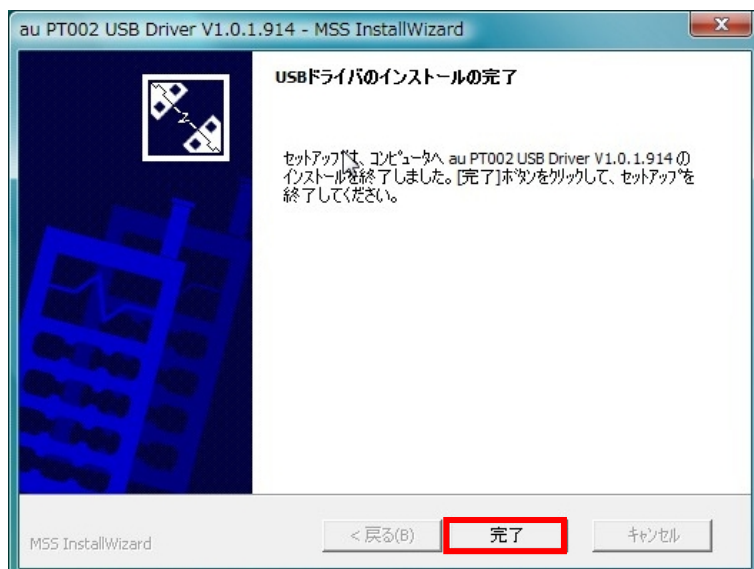 au PT002 USB Driver V1.0.1.914 - MSS InstallWizard
USBドライバのインストールの完了
セットアップは、コンピュータへ au PT002 USB Driver V1.0.1.914 の
インストールを終了しました。[完了]ボタンをクリックして、セットアップを
終了してください。
MSS InstallWizard
< 戻る(B)
完了
キャンセル